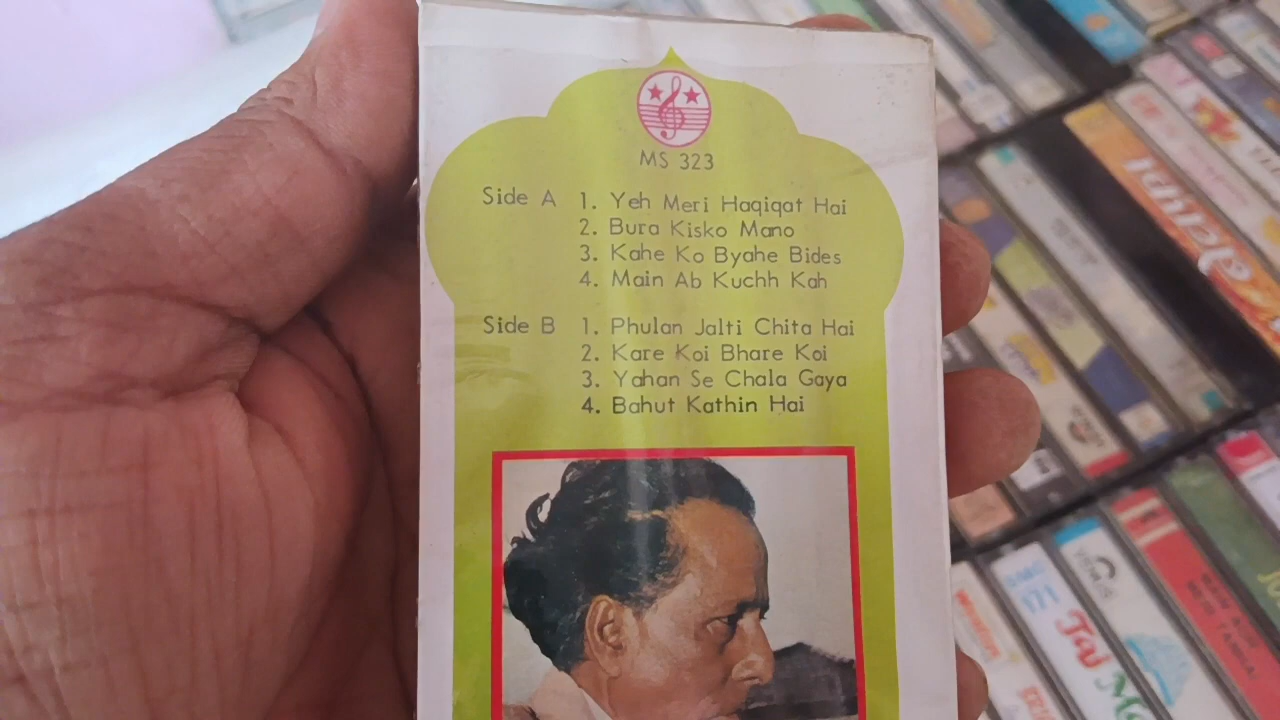 MS 323
Side A 1. Yeh Meri Haqiqat Hai
2. Bura Kisko Mano
3. Kahe Ko Byahe Bides
4. Main Ab Kuchh Kah
Side B 1. Phulan Jalti Chita Hai
2. Kare Koi Bhare Koi
3. Yahan Se Chala Gaya
4. Bahut Kathin Hai
Taj